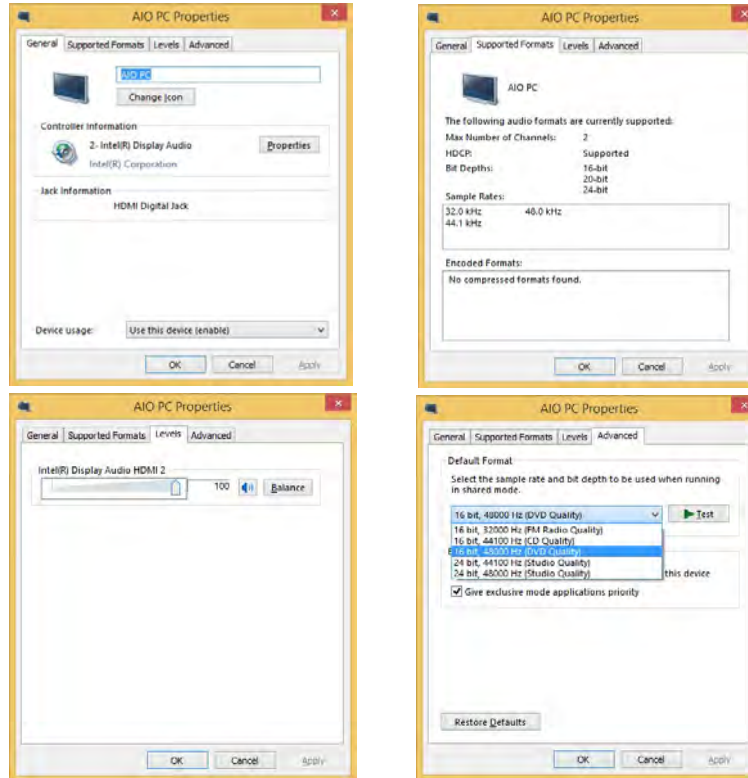 AIO PC Properties
General Supported Formats Levels Advanced
AIO PC
Change Icon
Controller Information
2- Intel(R) Display Audio
Properties
Intel(R) Corporation
Jack Information
HDMI Digital Jack
Device usage:
Use this device (enable)
OK Cancel Apply
AIO PC Properties
General Supported Formats Levels Advanced
AIO PC
The following audio formats are currently supported:
Max Number of Channels: 2
HDCP: Supported
Bit Depths: 16-bit
20-bit
24-bit
Sample Rates:
32.0 kHz 48.0 kHz
44.1 kHz
Encoded Formats:
No compressed formats found.
OK Cancel Apply
AIO PC Properties
General Supported Formats Levels Advanced
Intel(R) Display Audio HDMI 2
100 Balance
OK Cancel Apply
AIO PC Properties
General Supported Formats Levels Advanced
Default Format
Select the sample rate and bit depth to be used when running
in shared mode.
16 bit, 48000 Hz (DVD Quality)
Test
16 bit, 32000 Hz (FM Radio Quality)
16 bit, 44100 Hz (CD Quality)
16 bit, 48000 Hz (DVD Quality)
24 bit, 44100 Hz (Studio Quality)
24 bit, 48000 Hz (Studio Quality)
this device
Give exclusive mode applications priority
Restore Defaults
OK Cancel Apply